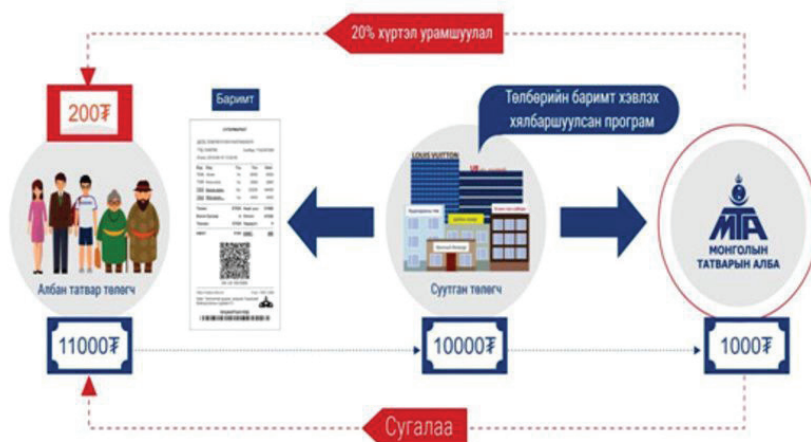 20% хүртэл урамшуулал
200₮
Баримт
Төлбөрийн баримт хэвлэх
хялбаршуулсан програм
LOUIS VUITTON
МТА
МОНГОЛЫН
ТАТВАРЫН АЛБА
Албан татвар төлөгч
Суутган төлөгч
11000₮
10000₮
1000₮
Сугалаа